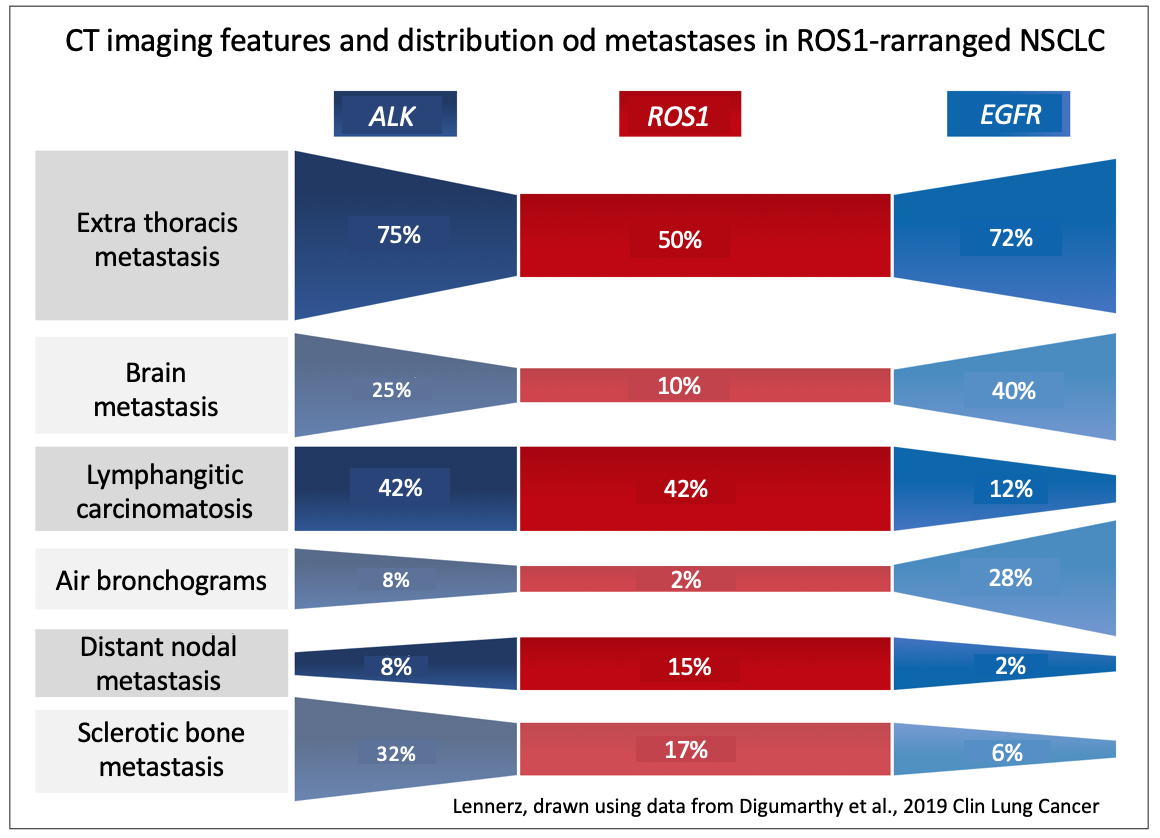 CT imaging features and distribution od metastases in ROS1-rarranged NSCLC
ALK ROS1 EGFR
Extra thoracis
metastasis
75% 50% 72%
Brain
metastasis
25% 10% 40%
Lymphangitic
carcinomatosis
42% 42% 12%
Air bronchograms 8% 2% 28%
Distant nodal
metastasis
8% 15% 2%
Sclerotic bone
metastasis
32% 17% 6%
Lennerz, drawn using data from Digumarthy et al., 2019 Clin Lung Cancer